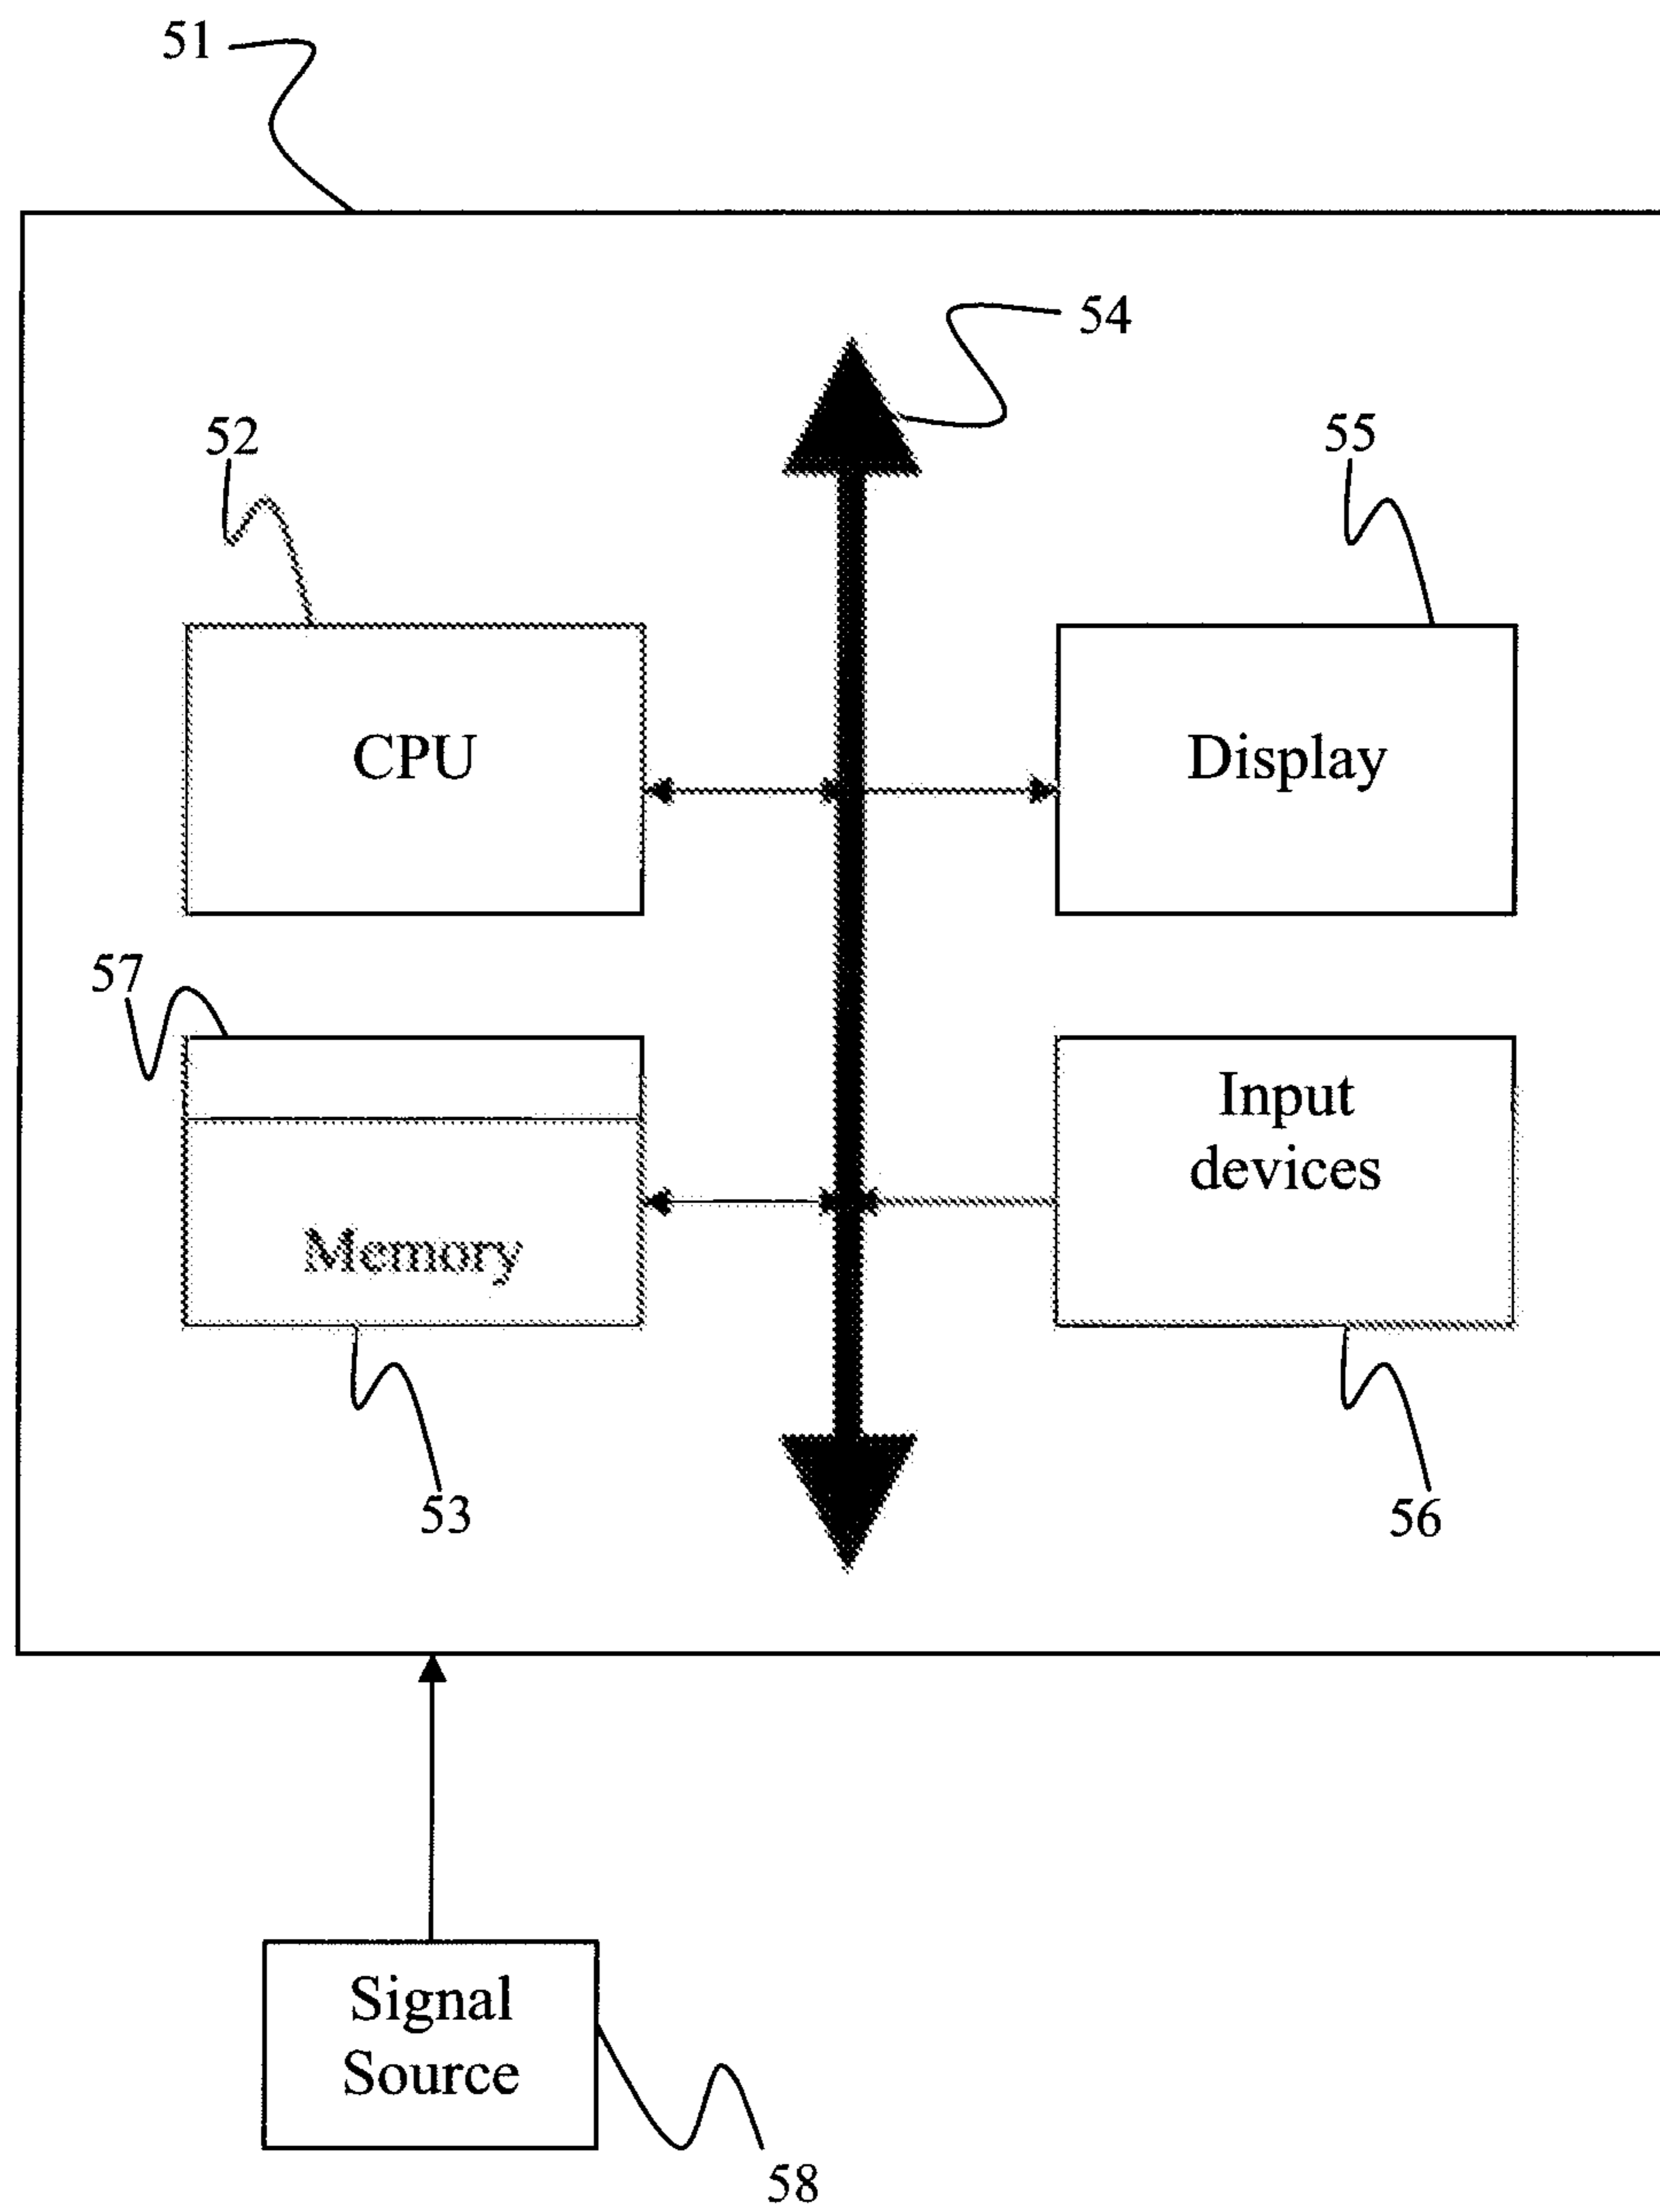 51
54
52
55
CPU
Display
57
Input
devices
Memory
53
56
Signal
Source
58